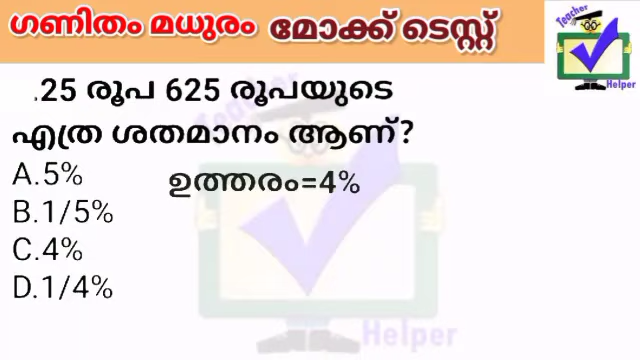 ഗണിതം മധുരം മോക്ക് ടെസ്റ്റ്
Teacher
Helper
.25 രൂപ 625 രൂപയുടെ
എത്ര ശതമാനം ആണ്?
A.5%
ഉത്തരം=4%
B.1/5%
C.4%
D.1/4%
Teacher
Helper